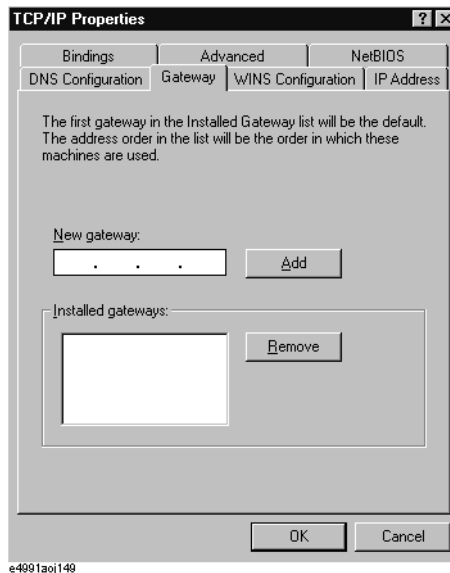 TCP/IP Properties
? ×
Bindings Advanced NetBIOS
DNS Configuration Gateway WINS Configuration IP Address
The first gateway in the Installed Gateway list will be the default.
The address order in the list will be the order in which these
machines are used.
New gateway:
. . .
Add
Installed gateways:
Remove
OK Cancel
e4991aoi149